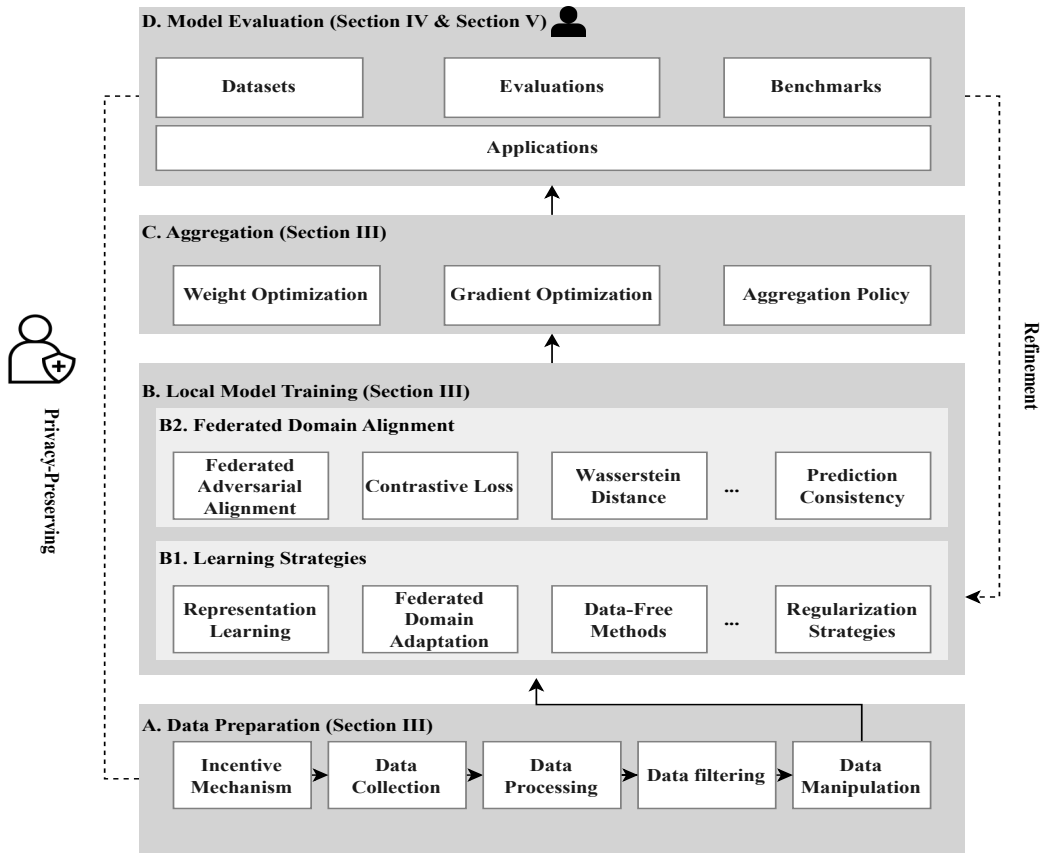 D. Model Evaluation (Section IV & Section V)
Datasets
Evaluations
Benchmarks
Applications
C. Aggregation (Section III)
Weight Optimization
Gradient Optimization
Aggregation Policy
Privacy-Preserving
Refinement
B. Local Model Training (Section III)
B2. Federated Domain Alignment
Federated
Adversarial
Alignment
Contrastive Loss
Wasserstein
Distance
...
Prediction
Consistency
B1. Learning Strategies
Representation
Learning
Federated
Domain
Adaptation
Data-Free
Methods
...
Regularization
Strategies
A. Data Preparation (Section III)
Incentive
Mechanism
Data
Collection
Data
Processing
Data filtering
Data
Manipulation